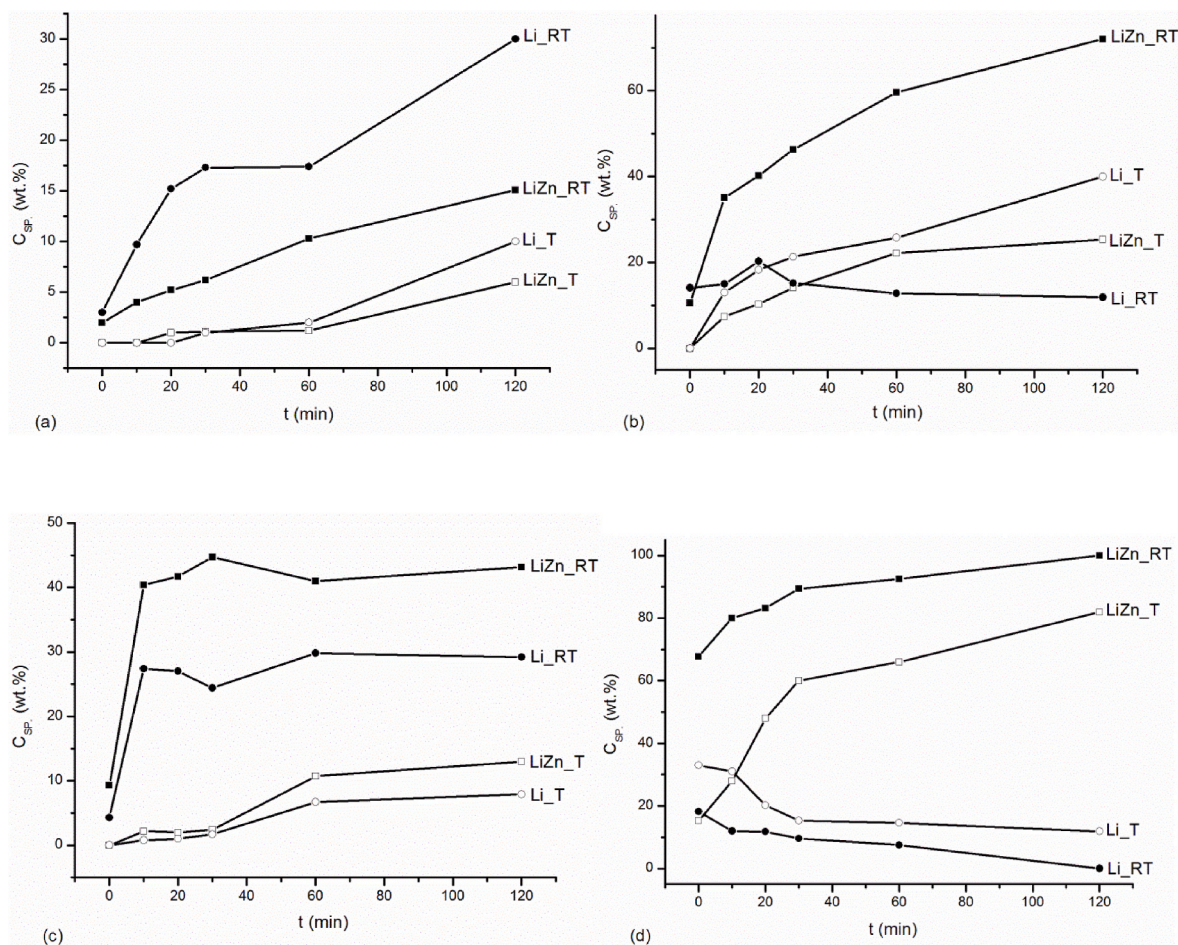 30
25
20
15
10
5
0
C_SP. (wt.%)
Li_RT
LiZn_RT
Li_T
LiZn_T
0 20 40 60 80 100 120
t (min)
(a)
60
40
20
0
C_SP. (wt.%)
LiZn_RT
Li_T
LiZn_T
Li_RT
0 20 40 60 80 100 120
t (min)
(b)
50
40
30
20
10
0
C_SP. (wt.%)
LiZn_RT
Li_RT
LiZn_T
Li_T
0 20 40 60 80 100 120
t (min)
(c)
100
80
60
40
20
0
C_SP. (wt.%)
LiZn_RT
LiZn_T
Li_T
Li_RT
0 20 40 60 80 100 120
t (min)
(d)